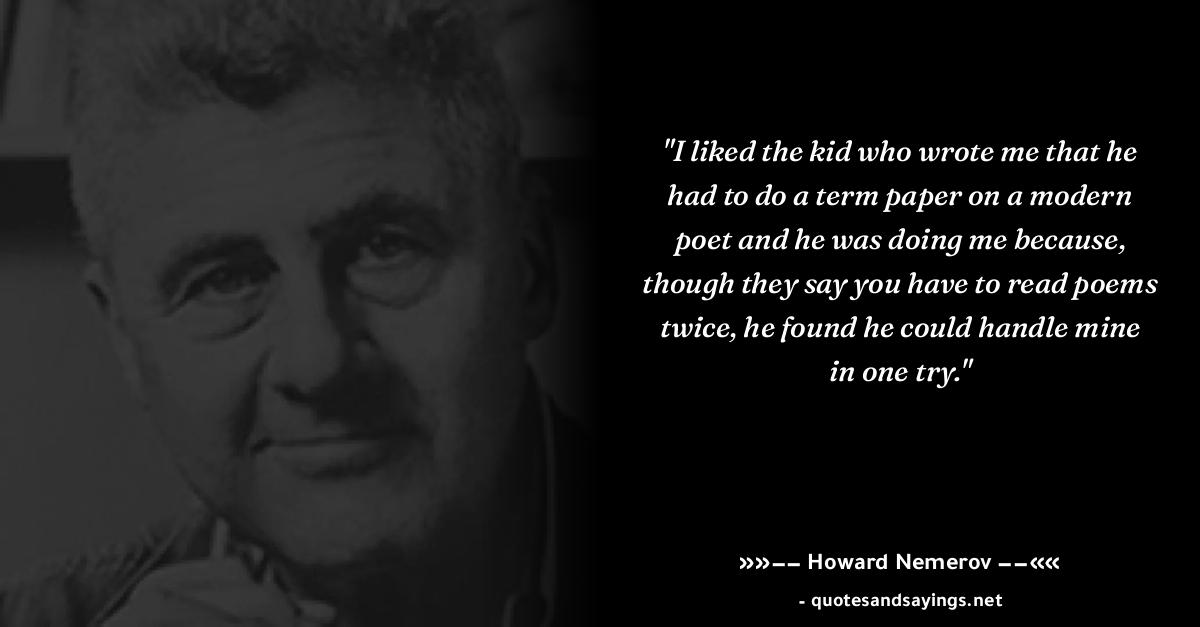 "I liked the kid who wrote me that he
had to do a term paper on a modern
poet and he was doing me because,
though they say you have to read poems
twice, he found he could handle mine
in one try."
»»–– Howard Nemerov ––««
- quotesandsayings.net